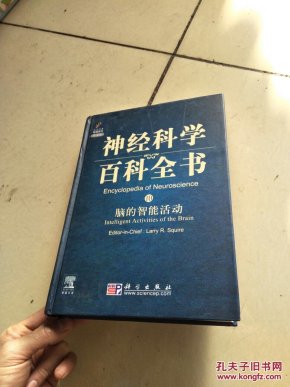 神经科学
百科全书
Encyclopedia of Neuroscience
脑的智能活动
Intelligent Activities of the Brain
Editor-in-Chief: Larry R. Squire
科学出版社
www.sciencep.com
孔夫子旧书网